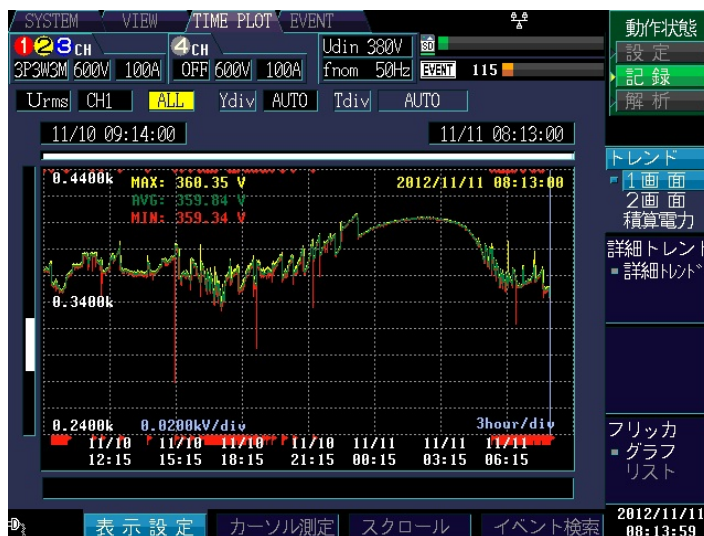 SYSTEM VIEW TIME PLOT EVENT
1 2 3 CH 4 CH Udin 380V SD
3P3W3M 600V 100A OFF 600V 100A fnom 50Hz EVENT 115
Urms CH1 ALL Ydiv AUTO Tdiv AUTO
11/10 09:14:00 11/11 08:13:00
0.4400k MAX: 360.35 V 2012/11/11 08:13:00
AVG: 359.84 V
MIN: 359.34 V
0.3400k
0.2400k 0.0200kV/div 3hour/div
11/10 11/10 11/10 11/10 11/11 11/11 11/11
12:15 15:15 18:15 21:15 00:15 03:15 06:15
表示設定 カーソル測定 スクロール イベント検索
動作状態
設定
記録
解析
トレンド
1画面
2画面
積算電力
詳細トレンド
詳細トレンド
フリッカ
グラフ
リスト
2012/11/11
08:13:59